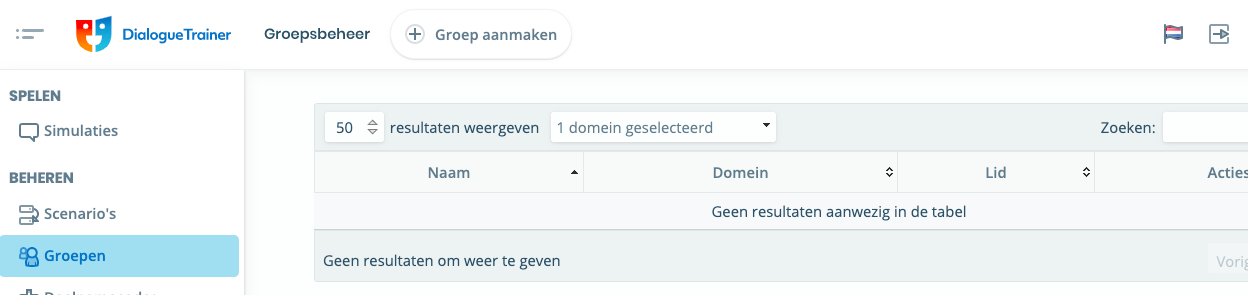 DialogueTrainer Groepsbeheer Groep aanmaken
SPELEN
Simulaties
BEHEREN
Scenario's
Groepen
50 resultaten weergeven 1 domein geselecteerd Zoeken:
Naam Domein Lid Acties
Geen resultaten aanwezig in de tabel
Geen resultaten om weer te geven